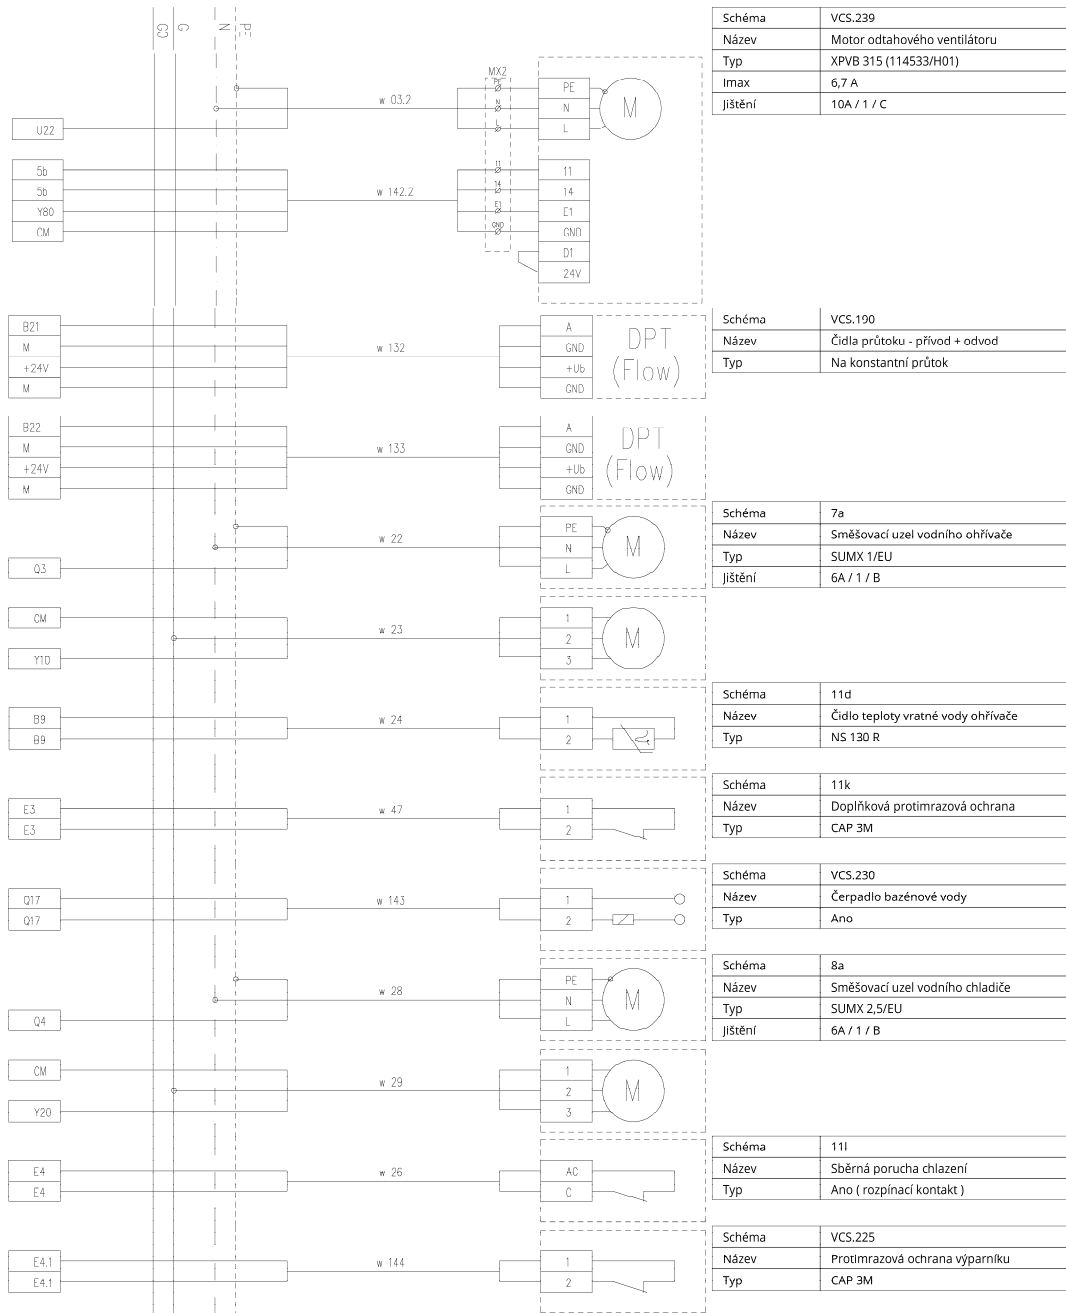 G0 G N PE
Schéma VCS.239
Název Motor odtahového ventilátoru
Typ XPVB 315 (114533/H01)
Imax 6,7 A
Jištění 10A / 1 / C
MX2
PE PE
w 03.2 N N M
U22 L L
5b 11 11
5b w 142.2 14 14
Y80 E1 E1
CM GND GND
D1
24V
B21 A
M w 132 GND DPT
+24V +Ub (Flow)
M GND
Schéma VCS.190
Název Čidla průtoku - přívod + odvod
Typ Na konstantní průtok
B22 A
M w 133 GND DPT
+24V +Ub (Flow)
M GND
PE
w 22 N M
Q3 L
Schéma 7a
Název Směšovací uzel vodního ohřívače
Typ SUMX 1/EU
Jištění 6A / 1 / B
CM 1
w 23 2 M
Y10 3
B9 w 24 1
B9 2
Schéma 11d
Název Čidlo teploty vratné vody ohřívače
Typ NS 130 R
E3 w 47 1
E3 2
Schéma 11k
Název Doplňková protimrazová ochrana
Typ CAP 3M
Q17 w 143 1
Q17 2
Schéma VCS.230
Název Čerpadlo bazénové vody
Typ Ano
PE
w 28 N M
Q4 L
Schéma 8a
Název Směšovací uzel vodního chladiče
Typ SUMX 2,5/EU
Jištění 6A / 1 / B
CM 1
w 29 2 M
Y20 3
E4 w 26 AC
E4 C
Schéma 11l
Název Sběrná porucha chlazení
Typ Ano ( rozpínací kontakt )
E4.1 w 144 1
E4.1 2
Schéma VCS.225
Název Protimrazová ochrana výparníku
Typ CAP 3M